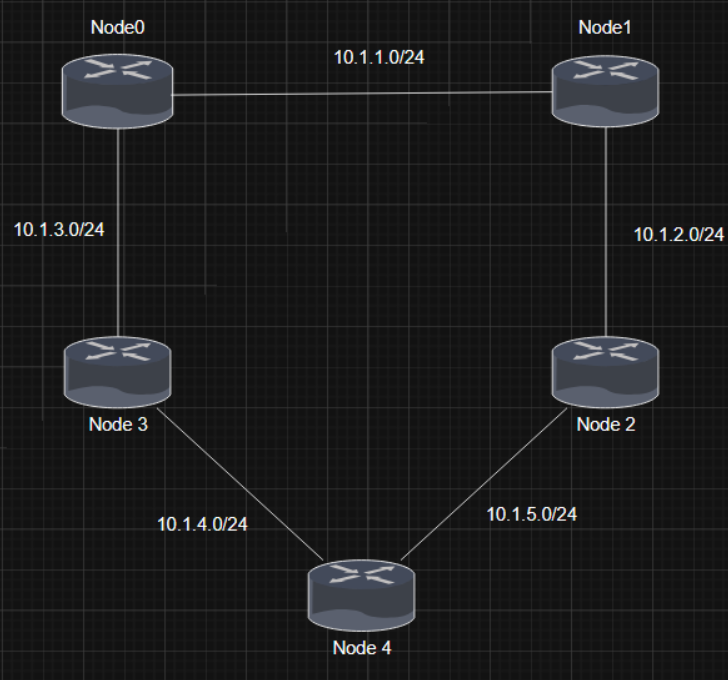 Node0
Node1
10.1.1.0/24
10.1.3.0/24
10.1.2.0/24
Node 3
Node 2
10.1.4.0/24
10.1.5.0/24
Node 4